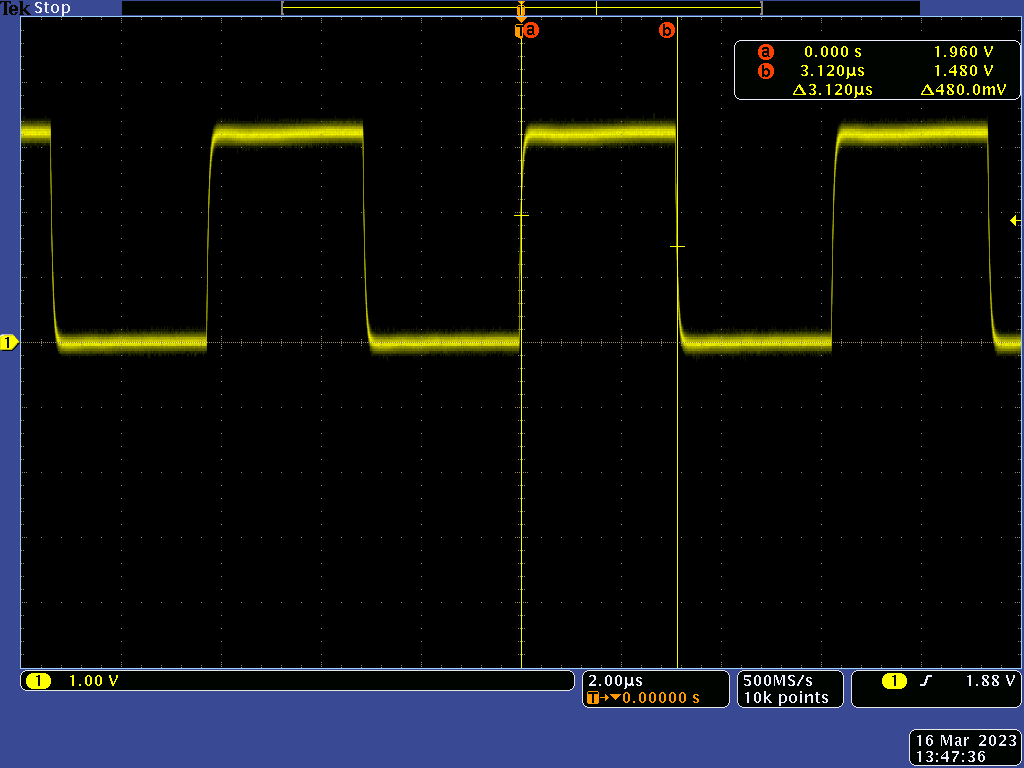 Tek Stop
T
T a b
a 0.000 s 1.960 V
b 3.120µs 1.480 V
Δ3.120µs Δ480.0mV
1
1 1.00 V
2.00µs
T→▼0.00000 s
500MS/s
10k points
1 ʃ 1.88 V
16 Mar 2023
13:47:36